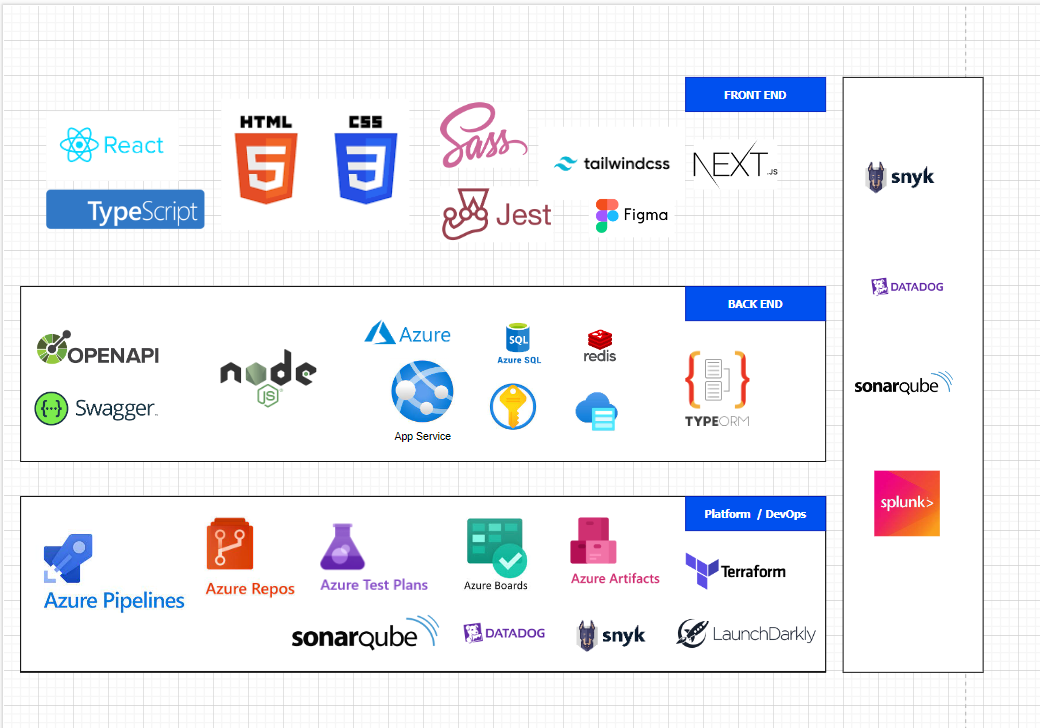 FRONT END
React
HTML
5
CSS
3
Sass
tailwindcss
NEXT.JS
TypeScript
Jest
Figma
BACK END
OPENAPI
Swagger
node
JS
Azure
SQL
Azure SQL
redis
App Service
TYPEORM
Platform / DevOps
Azure Pipelines
Azure Repos
Azure Test Plans
Azure Boards
Azure Artifacts
Terraform
sonarqube
DATADOG
snyk
LaunchDarkly
snyk
DATADOG
sonarqube
splunk>